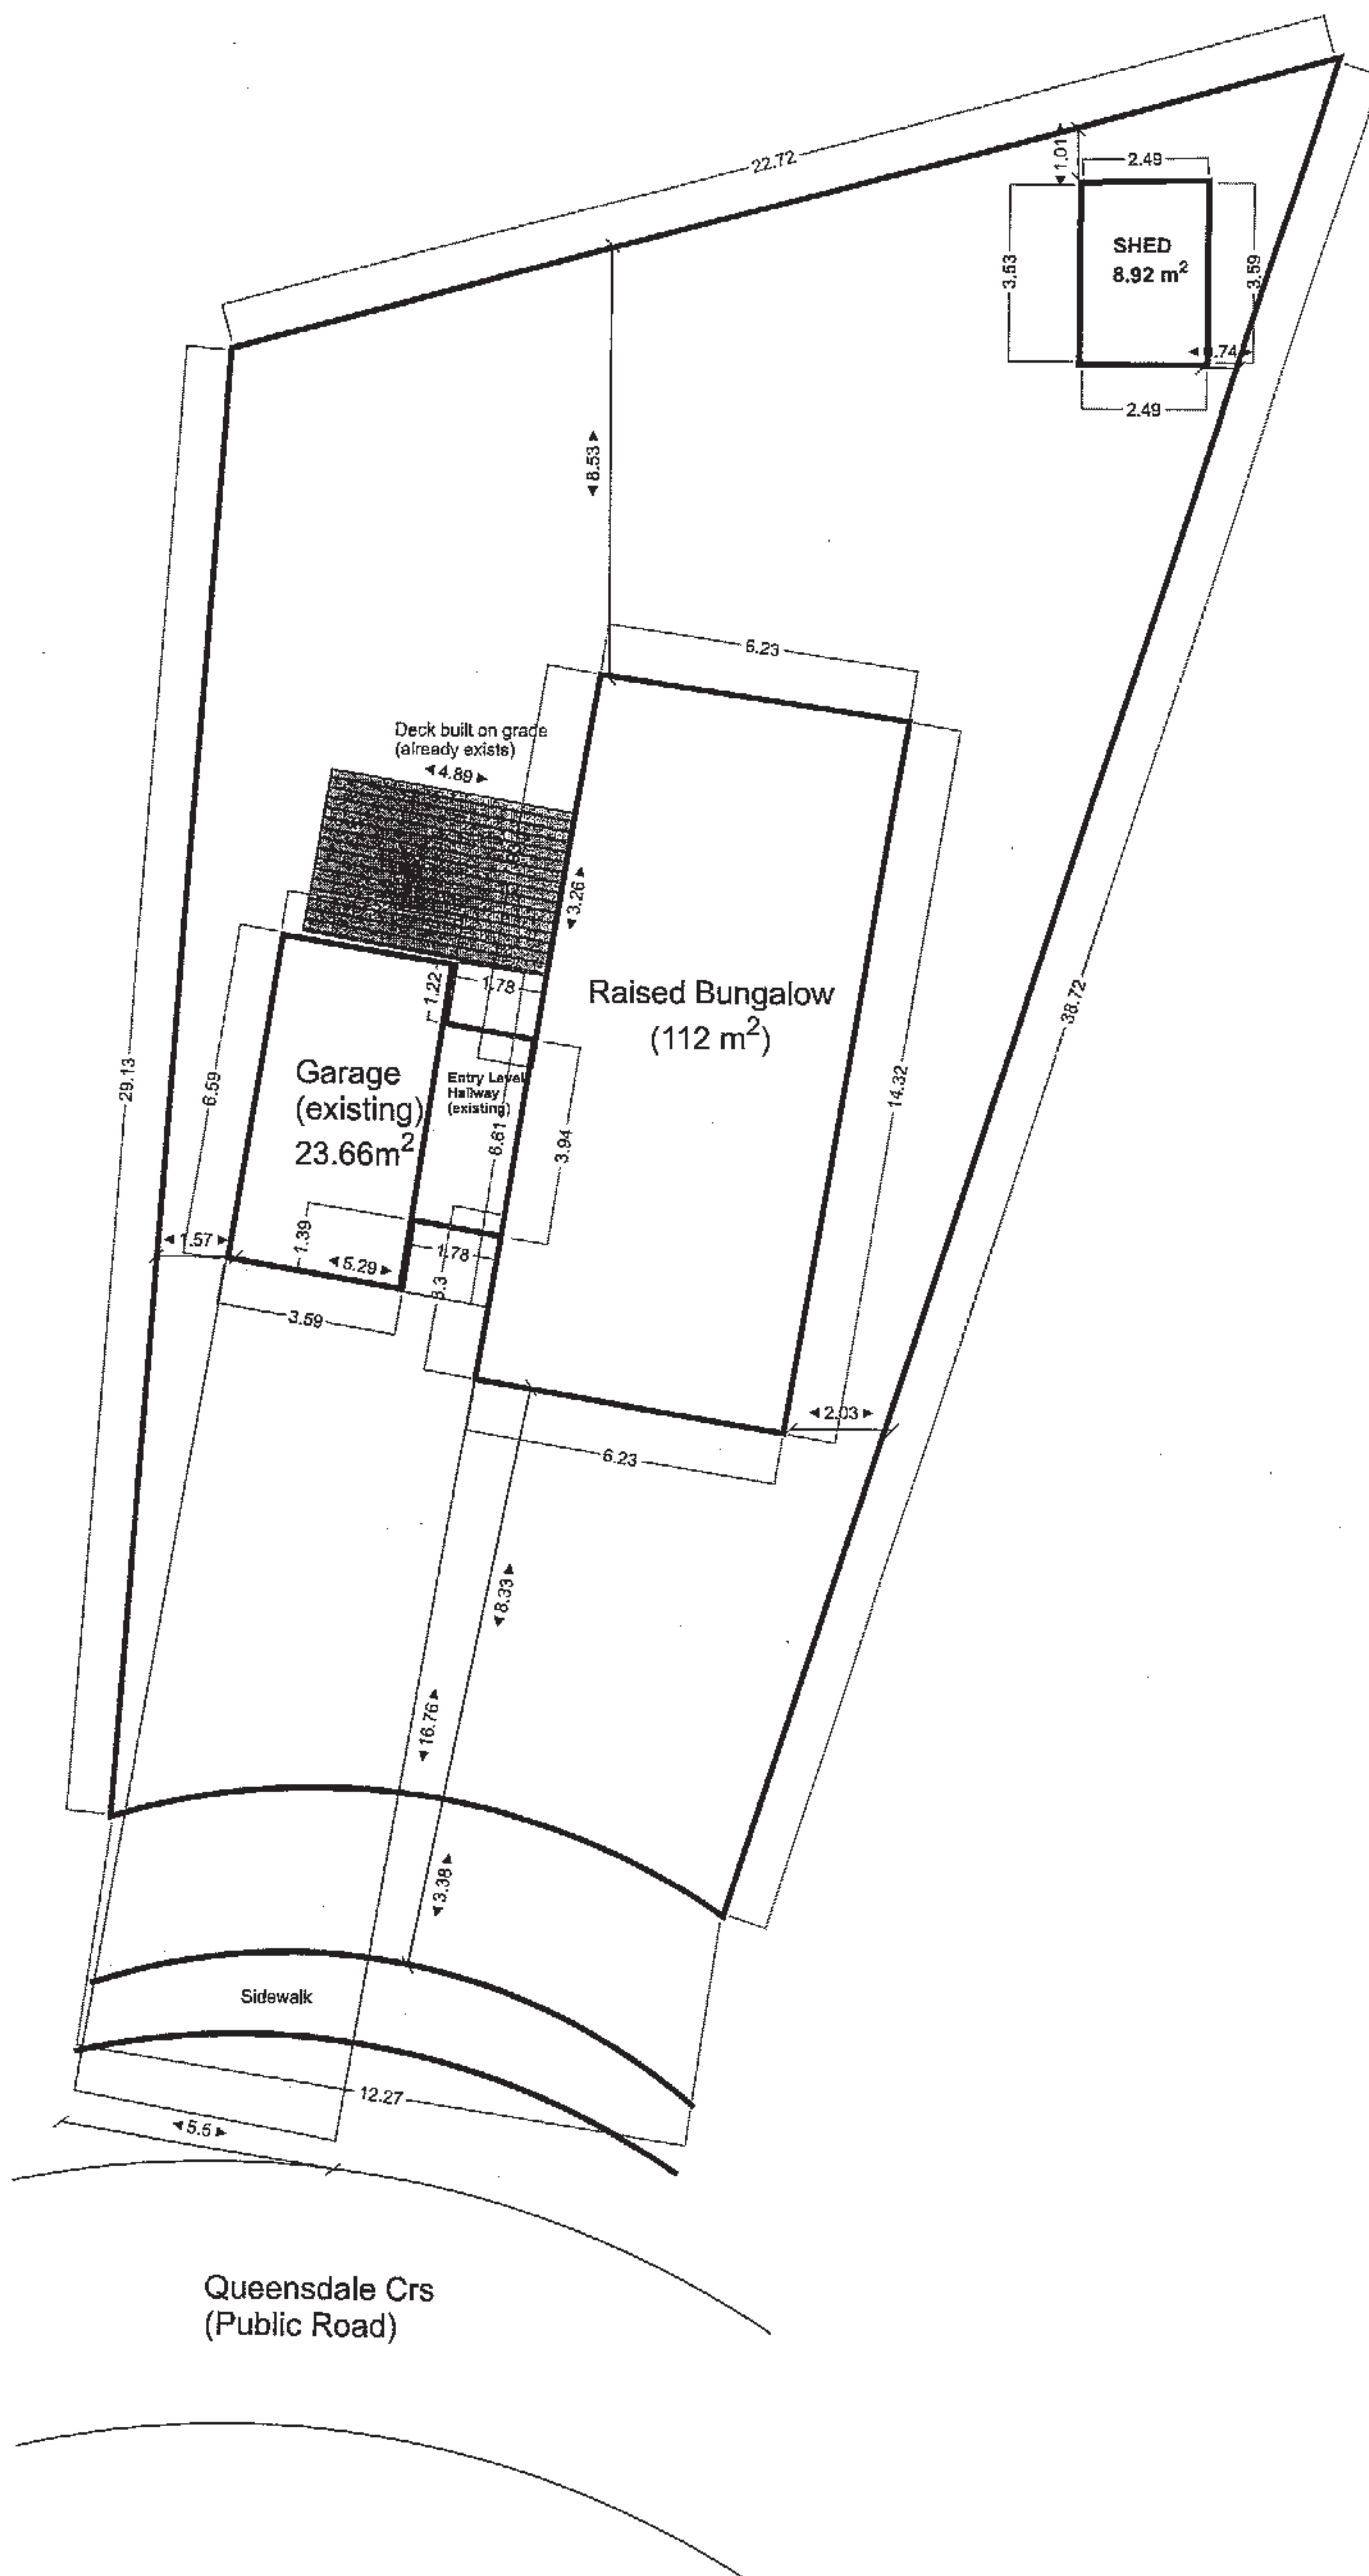 22.72
1.01
2.49
3.53
SHED
8.92 m²
3.59
.74
2.49
8.53
6.23
Deck built on grade
(already exists)
4.89
3.26
1.22
1.78
Raised Bungalow
(112 m²)
38.72
29.13
6.59
Garage
(existing)
23.66m²
Entry Level
Hallway
(existing)
6.61
3.94
14.32
1.57
1.39
5.29
1.78
3.59
2.03
6.23
8.33
16.76
3.38
Sidewalk
12.27
5.5
Queensdale Crs
(Public Road)